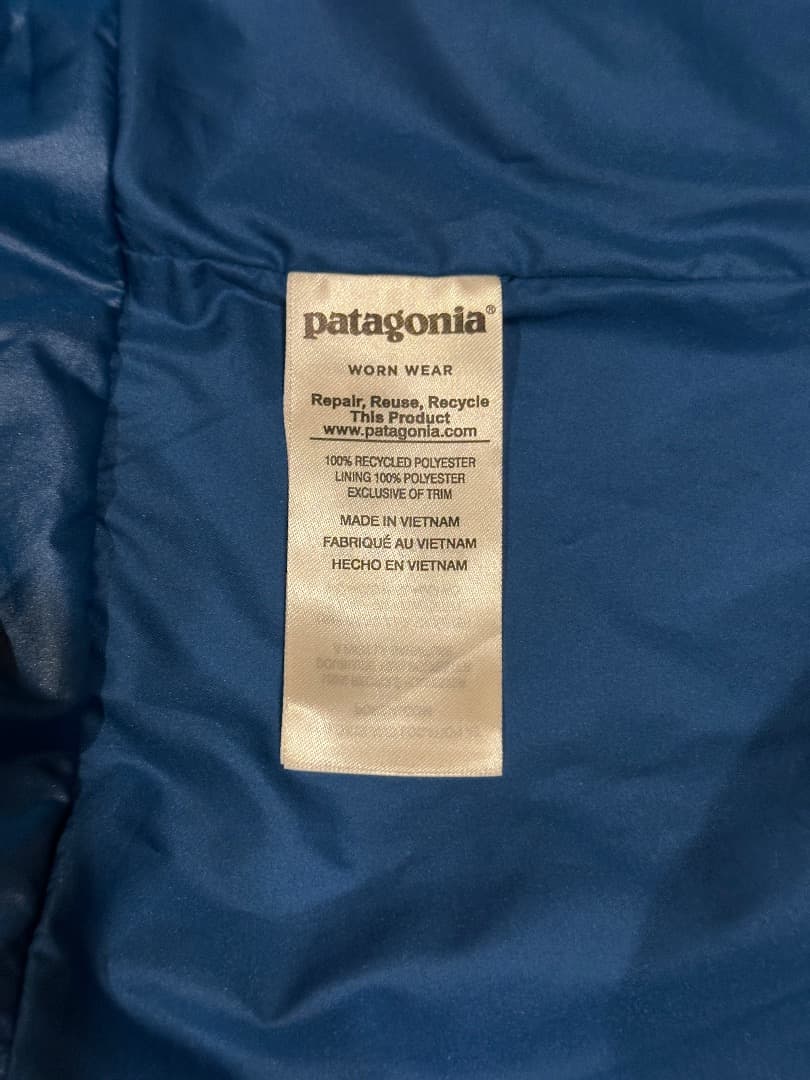 patagonia®
WORN WEAR
Repair, Reuse, Recycle
This Product
www.patagonia.com
100% RECYCLED POLYESTER
LINING 100% POLYESTER
EXCLUSIVE OF TRIM
MADE IN VIETNAM
FABRIQUÉ AU VIETNAM
HECHO EN VIETNAM